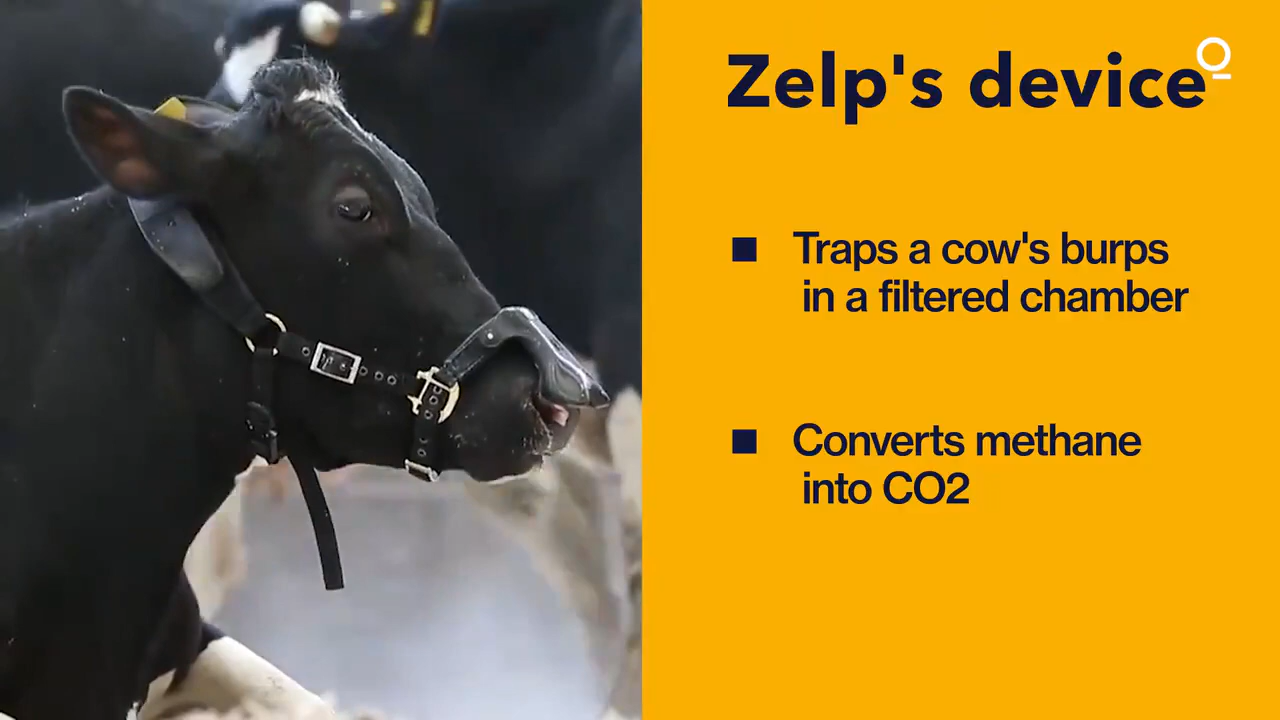 Zelp's device
■ Traps a cow's burps
in a filtered chamber
■ Converts methane
into CO2